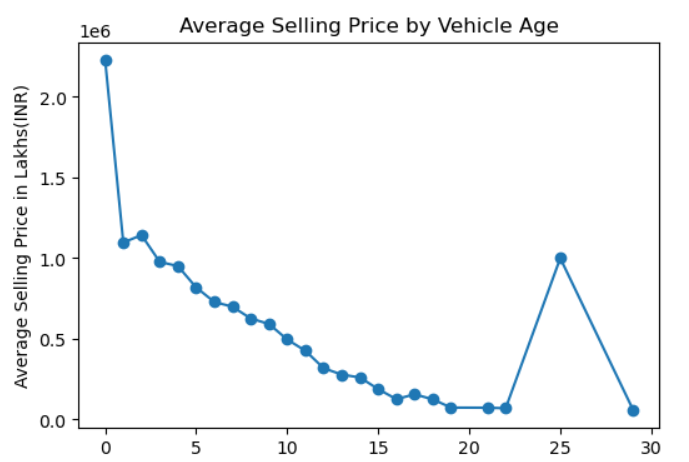 Average Selling Price by Vehicle Age
1e6
Average Selling Price in Lakhs(INR)
2.0
1.5
1.0
0.5
0.0
0 5 10 15 20 25 30